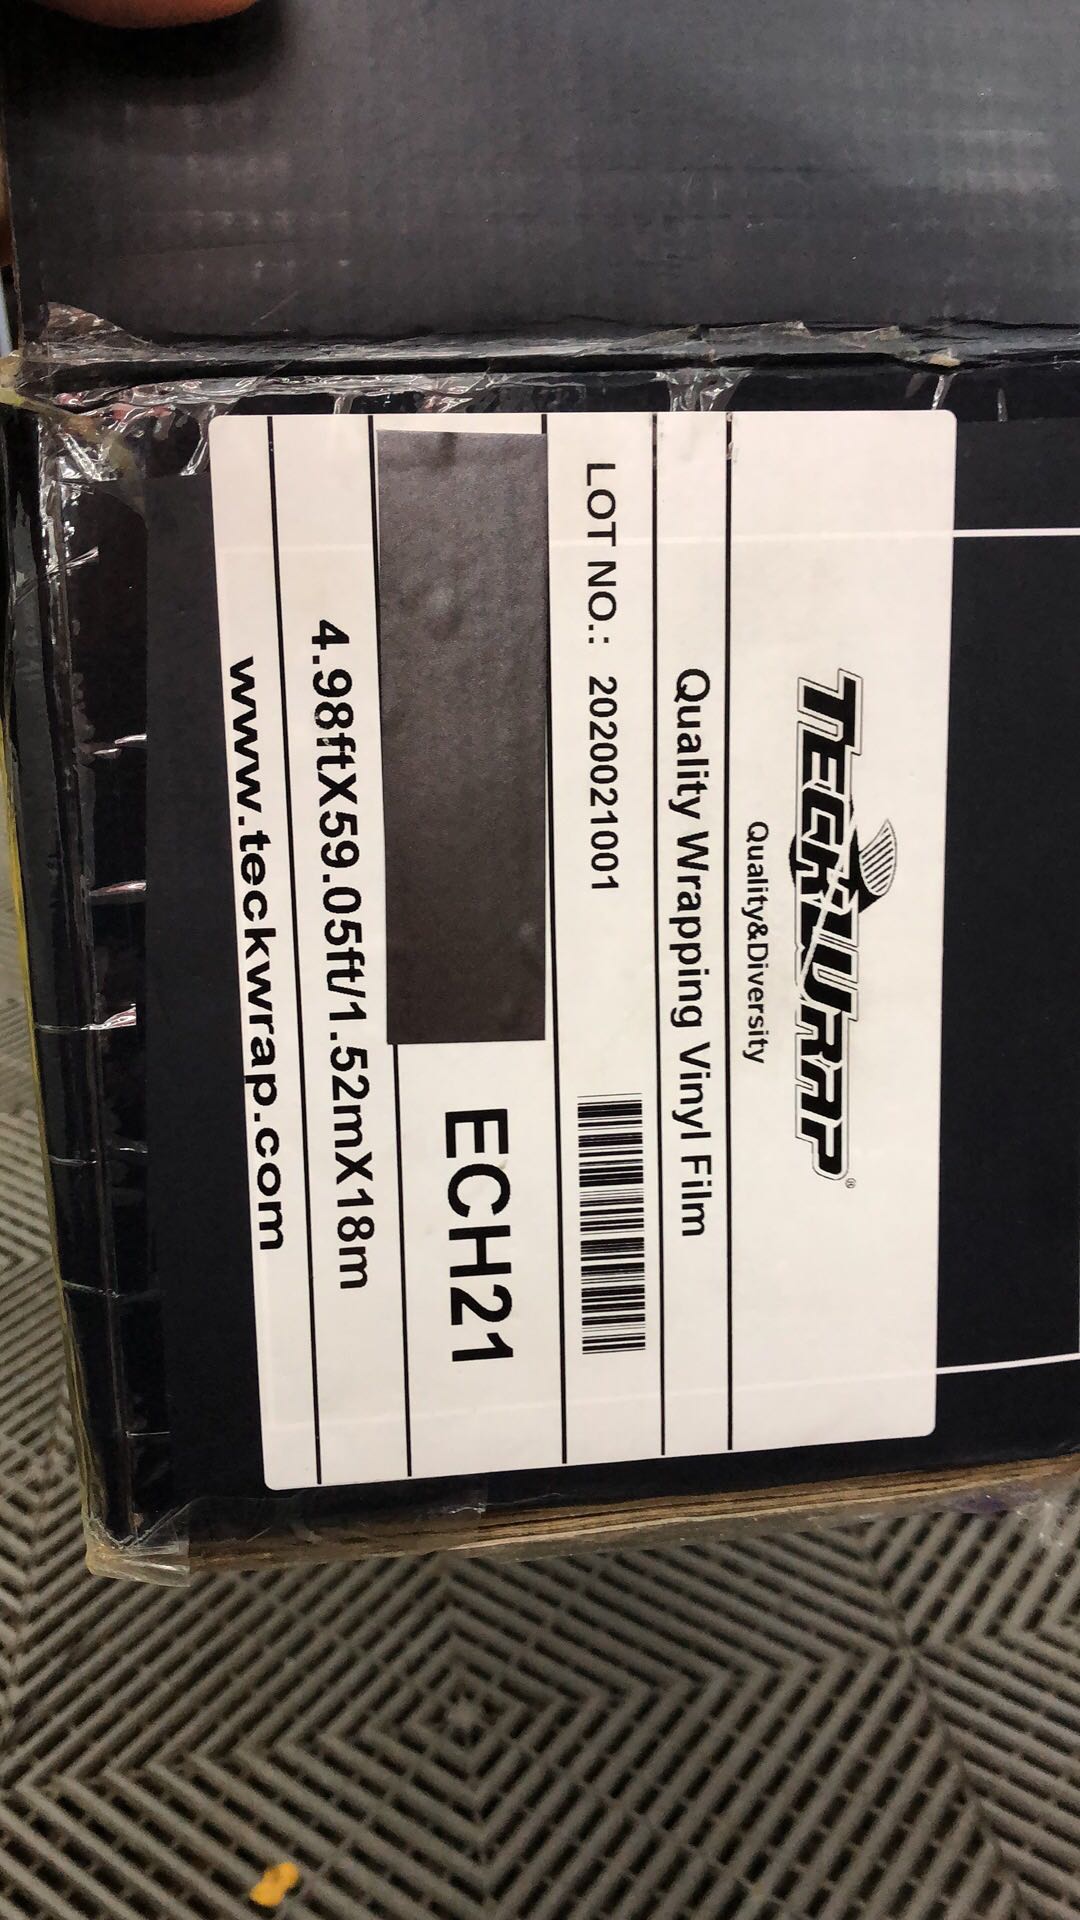 TECKWRAP®
Quality&Diversity
Quality Wrapping Vinyl Film
LOT NO.: 2020021001
ECH21
4.98ftX59.05ft/1.52mX18m
www.teckwrap.com